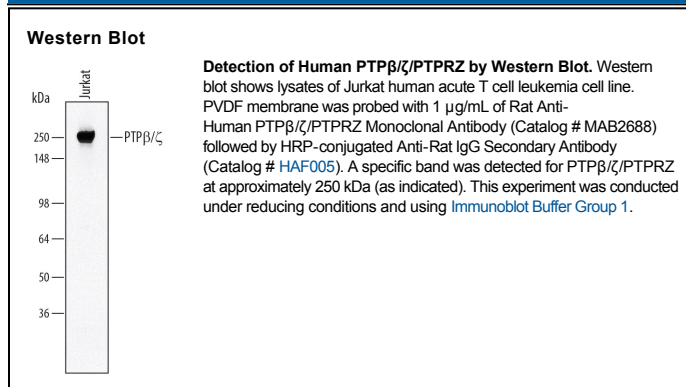 Western Blot
Jurkat
kDa
250
PTPβ/ζ
148
98
64
50
36
Detection of Human PTPβ/ζ/PTPRZ by Western Blot. Western
blot shows lysates of Jurkat human acute T cell leukemia cell line.
PVDF membrane was probed with 1 µg/mL of Rat Anti-
Human PTPβ/ζ/PTPRZ Monoclonal Antibody (Catalog # MAB2688)
followed by HRP-conjugated Anti-Rat IgG Secondary Antibody
(Catalog # HAF005). A specific band was detected for PTPβ/ζ/PTPRZ
at approximately 250 kDa (as indicated). This experiment was conducted
under reducing conditions and using Immunoblot Buffer Group 1.